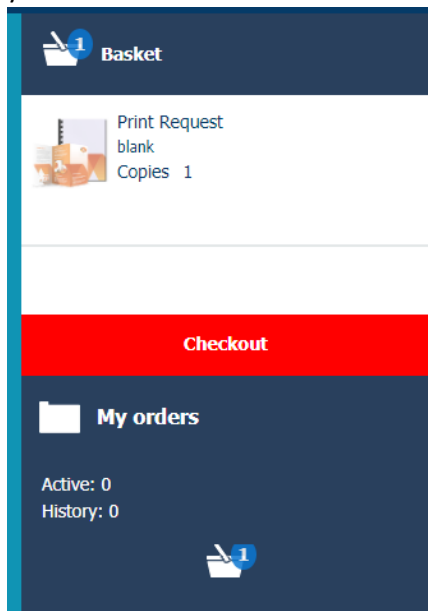 1
Basket
Print Request
blank
Copies 1
Checkout
My orders
Active: 0
History: 0
1